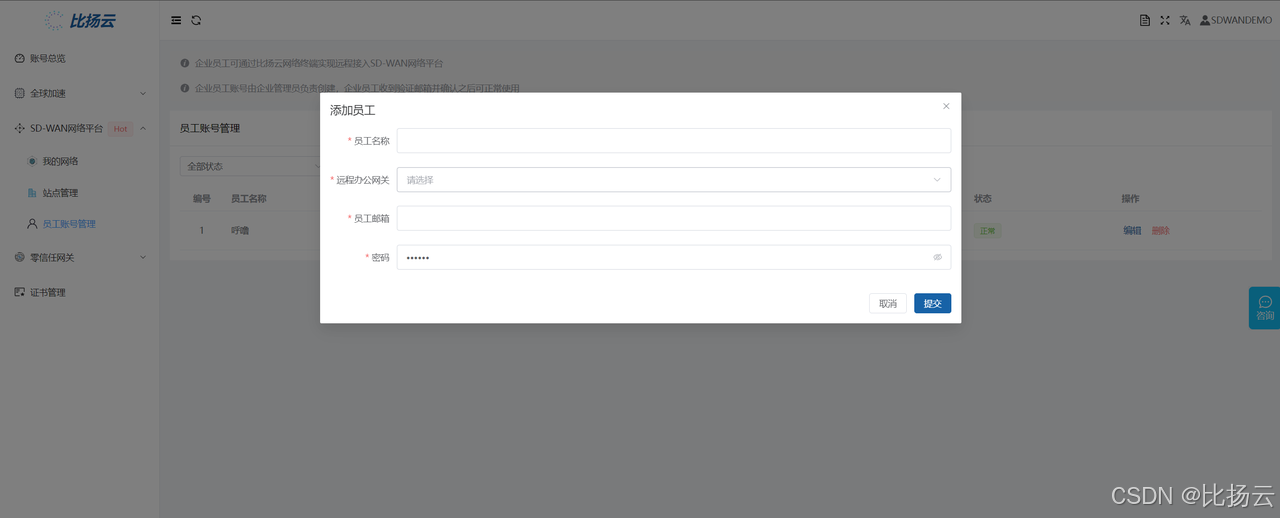 比扬云
SDWANDEMO
账号总览
全球加速
SD-WAN网络平台 Hot
我的网络
站点管理
员工账号管理
零信任网关
证书管理
企业员工可通过比扬云网络终端实现远程接入SD-WAN网络平台
企业员工账号由企业管理员负责创建，企业员工收到验证邮箱并确认之后可正常使用
员工账号管理
全部状态
编号 员工名称 状态 操作
1 呼噜 正常 编辑 删除
添加员工
* 员工名称
* 远程办公网关 请选择
* 员工邮箱
* 密码 ••••••
取消 提交
咨询
CSDN @比扬云